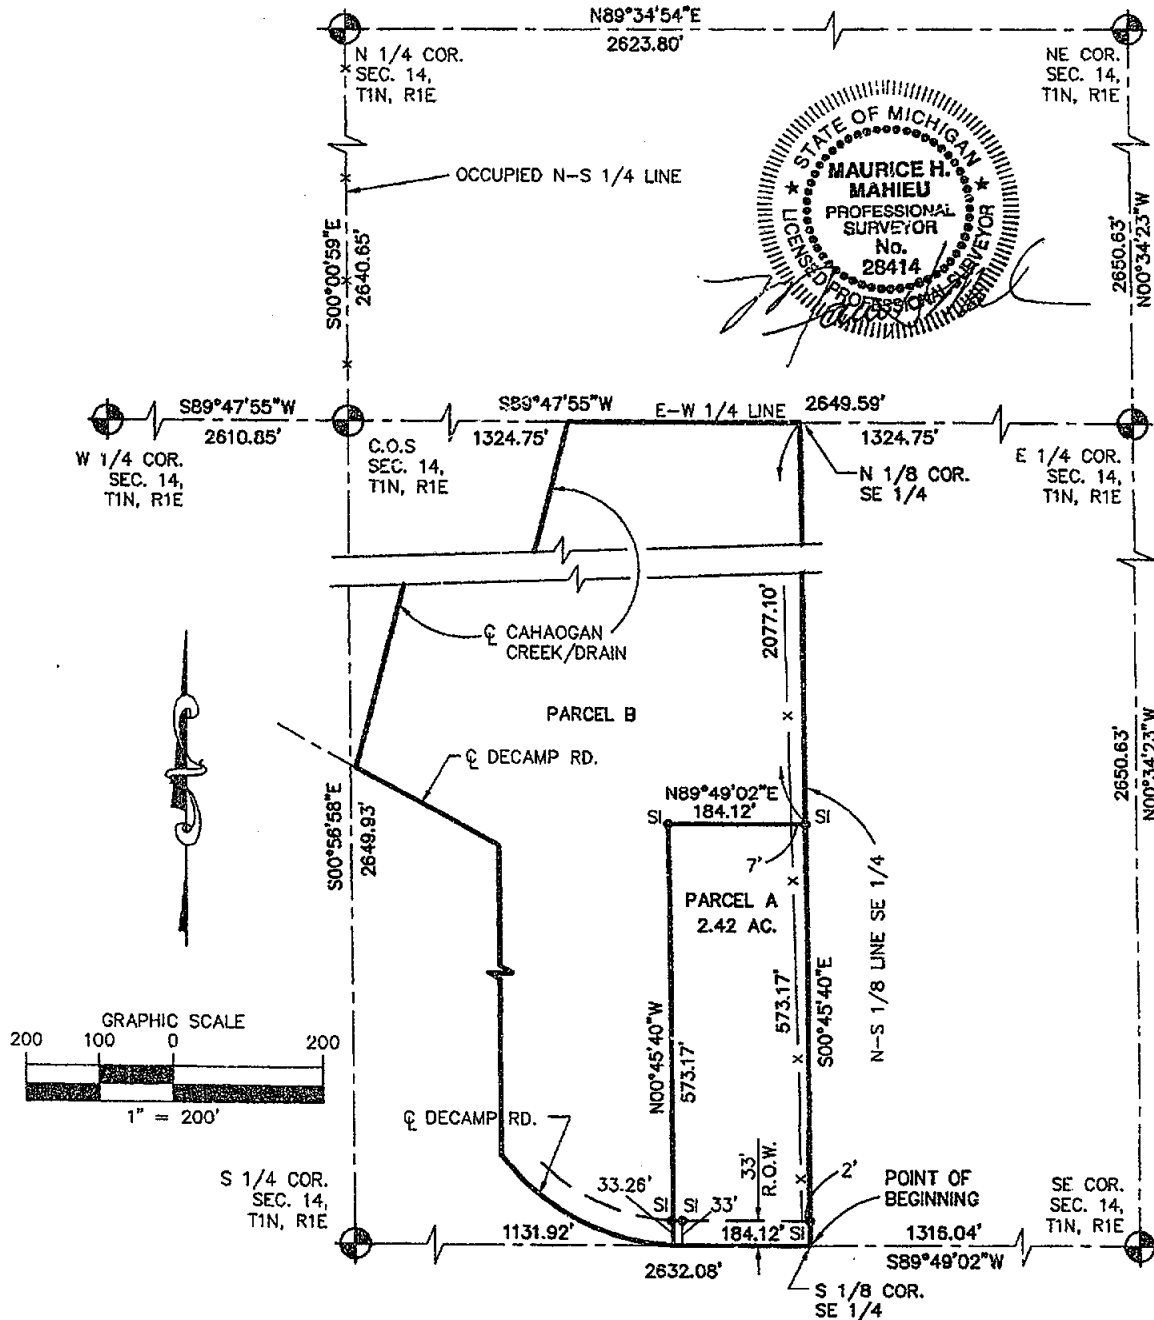 N89°34'54"E
2623.80'
N 1/4 COR.
SEC. 14,
T1N, R1E
NE COR.
SEC. 14,
T1N, R1E
OCCUPIED N-S 1/4 LINE
STATE OF MICHIGAN
MAURICE H.
MAHIEU
PROFESSIONAL
SURVEYOR
No.
28414
LICENSED PROFESSIONAL SURVEYOR
S00°00'59"E
2640.65'
2650.63'
N00°34'23"W
S89°47'55"W
2610.85'
W 1/4 COR.
SEC. 14,
T1N, R1E
C.O.S
SEC. 14,
T1N, R1E
S89°47'55"W
1324.75'
E-W 1/4 LINE
2649.59'
1324.75'
N 1/8 COR.
SE 1/4
E 1/4 COR.
SEC. 14,
T1N, R1E
℄ CAHAOGAN
CREEK/DRAIN
2077.10'
PARCEL B
℄ DECAMP RD.
S00°56'58"E
2649.93'
N89°49'02"E
184.12'
SI
SI
7'
PARCEL A
2.42 AC.
N-S 1/8 LINE SE 1/4
2650.63'
N00°34'23"W
N00°45'40"W
573.17'
573.17'
S00°45'40"E
GRAPHIC SCALE
200 100 0 200
1" = 200'
℄ DECAMP RD.
33'
R.O.W.
2'
POINT OF
BEGINNING
S 1/4 COR.
SEC. 14,
T1N, R1E
33.26'
SI
SI
33'
SI
SE COR.
SEC. 14,
T1N, R1E
1131.92'
184.12'
1316.04'
2632.08'
S89°49'02"W
S 1/8 COR.
SE 1/4